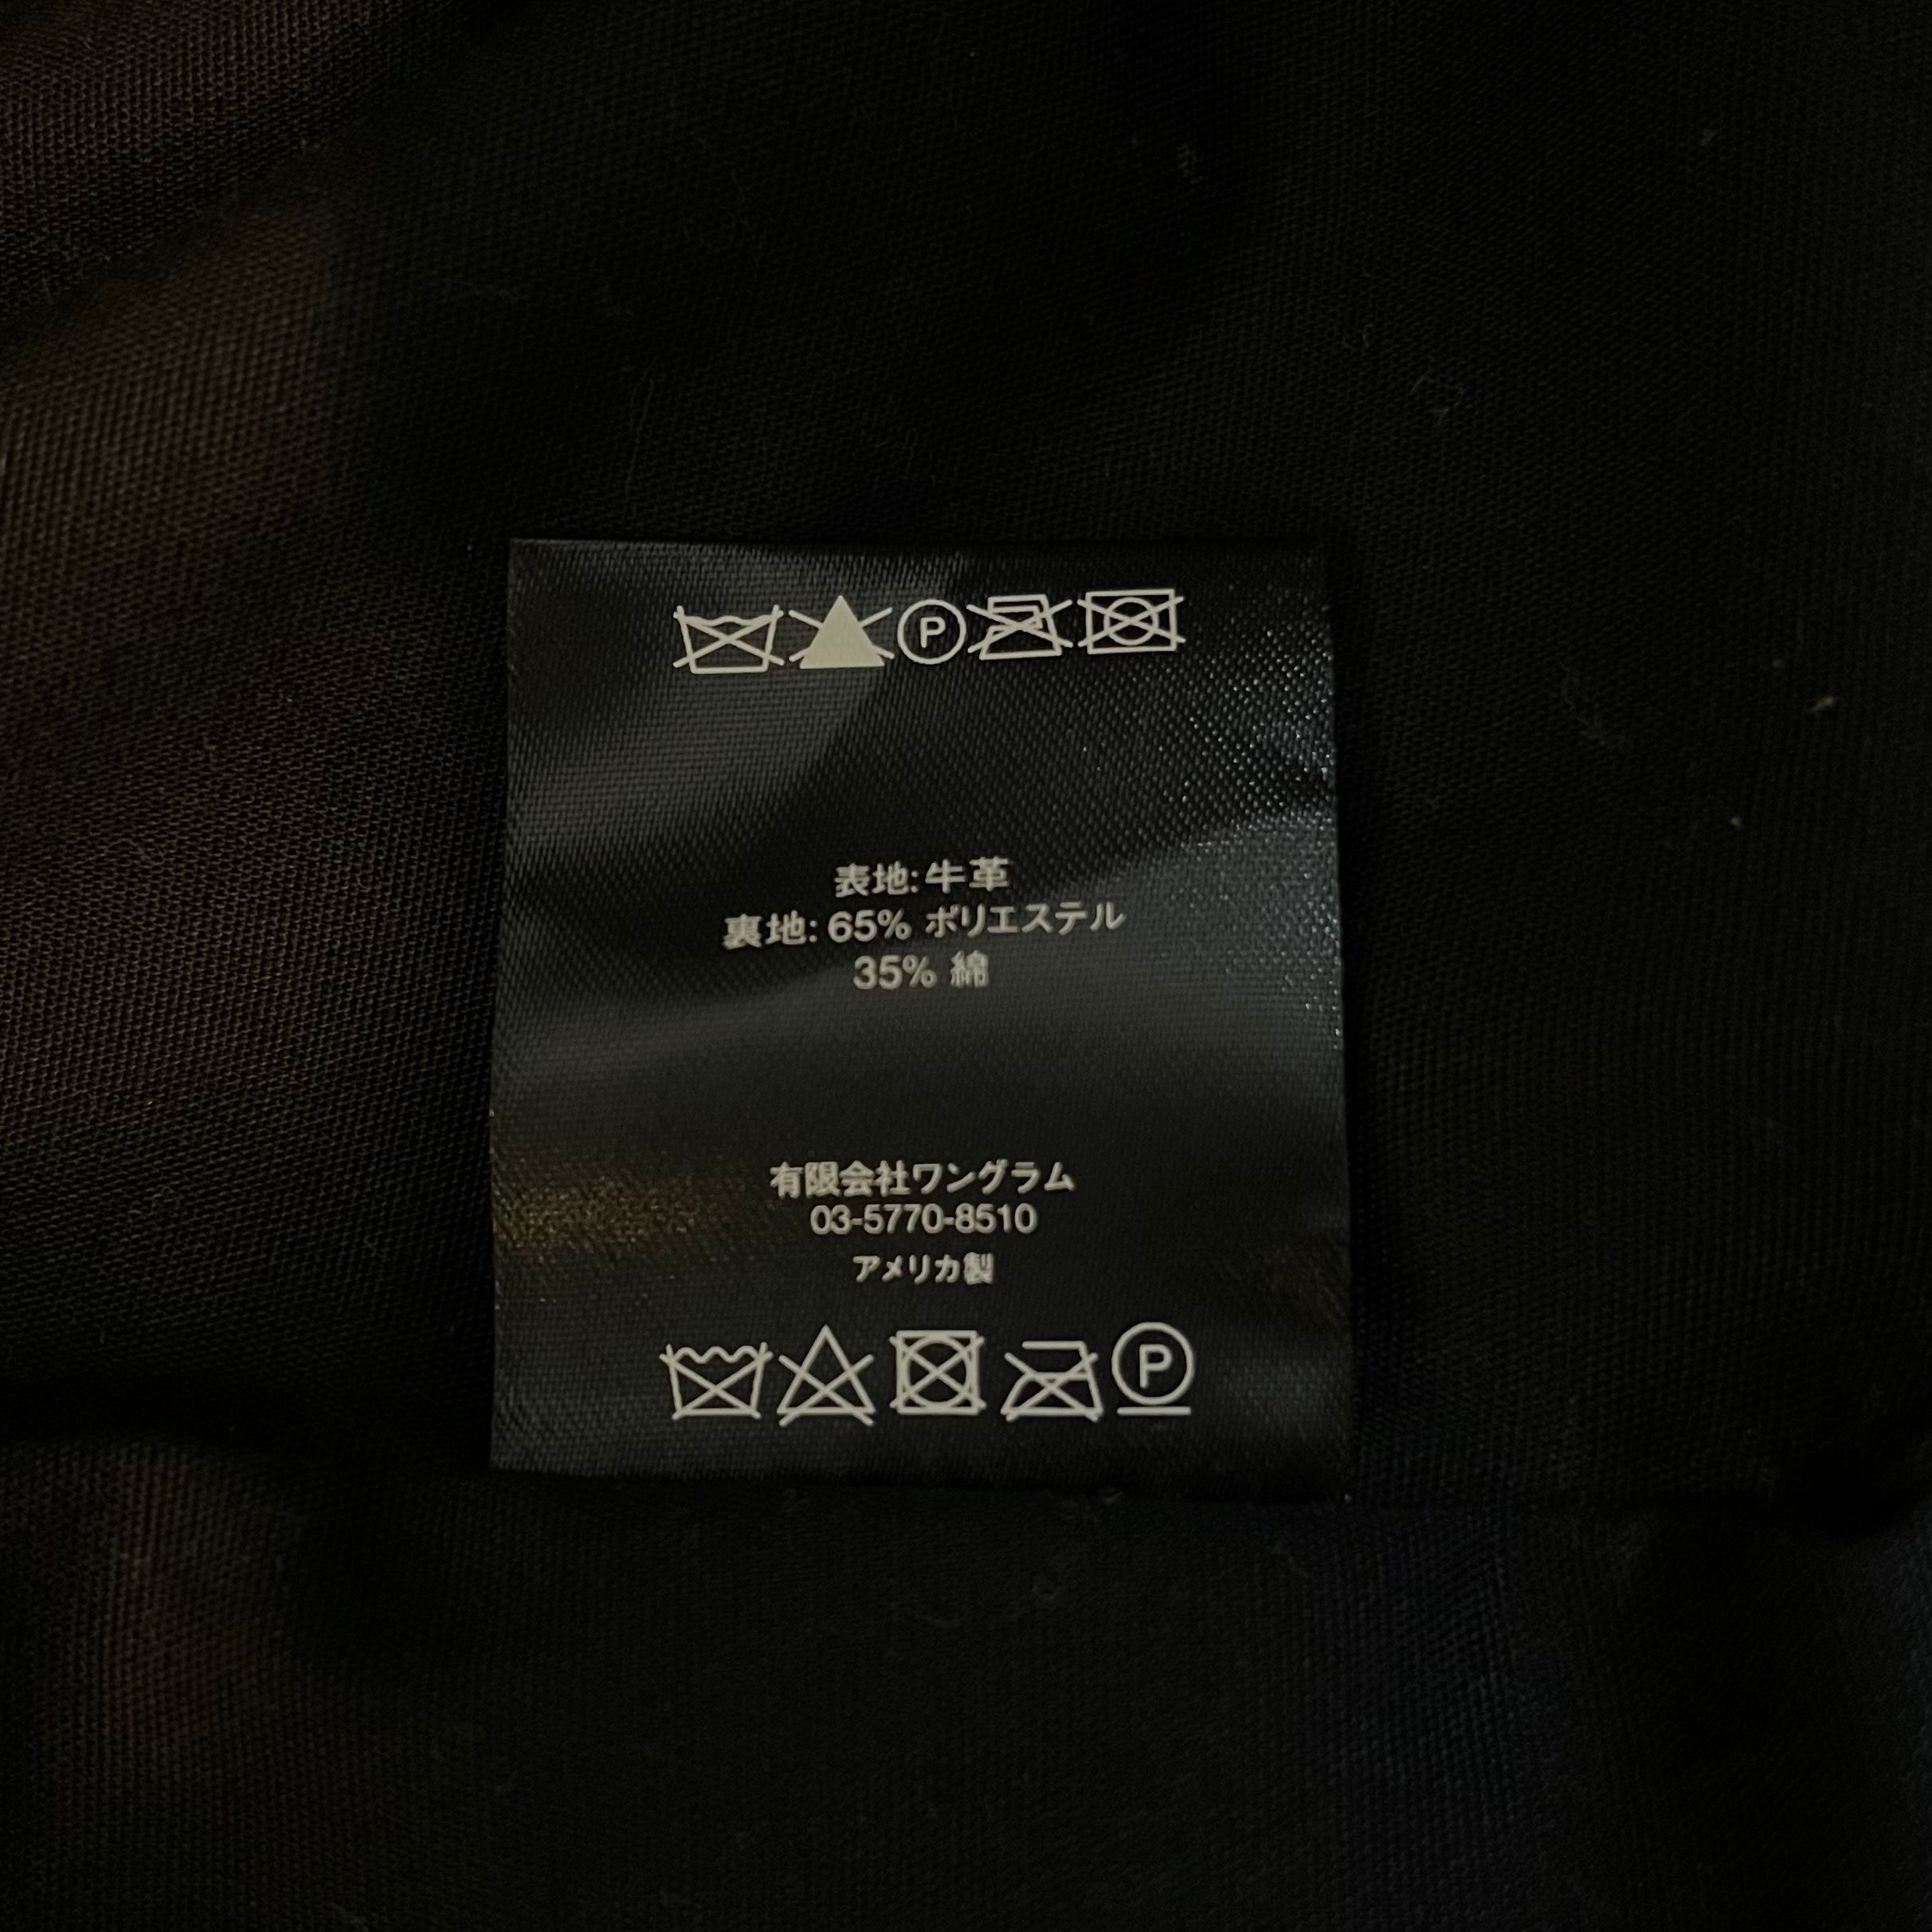 P
表地: 牛革
裏地: 65% ポリエステル
35% 綿
有限会社ワングラム
03-5770-8510
アメリカ製
P